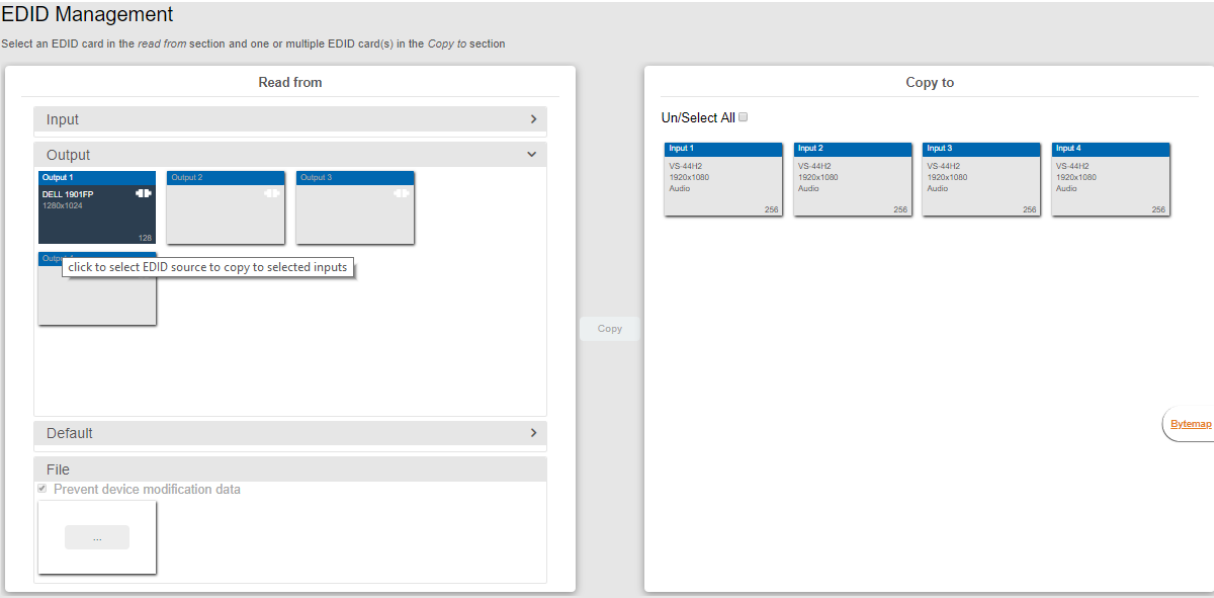 EDID Management
Select an EDID card in the read from section and one or multiple EDID card(s) in the Copy to section
Read from
Input
Output
Output 1
DELL 1901FP
1280x1024
128
Output 2
Output 3
click to select EDID source to copy to selected inputs
Default
File
Prevent device modification data
...
Copy
Copy to
Un/Select All
Input 1
VS-44H2
1920x1080
Audio
256
Input 2
VS-44H2
1920x1080
Audio
256
Input 3
VS-44H2
1920x1080
Audio
256
Input 4
VS-44H2
1920x1080
Audio
256
Bytemap